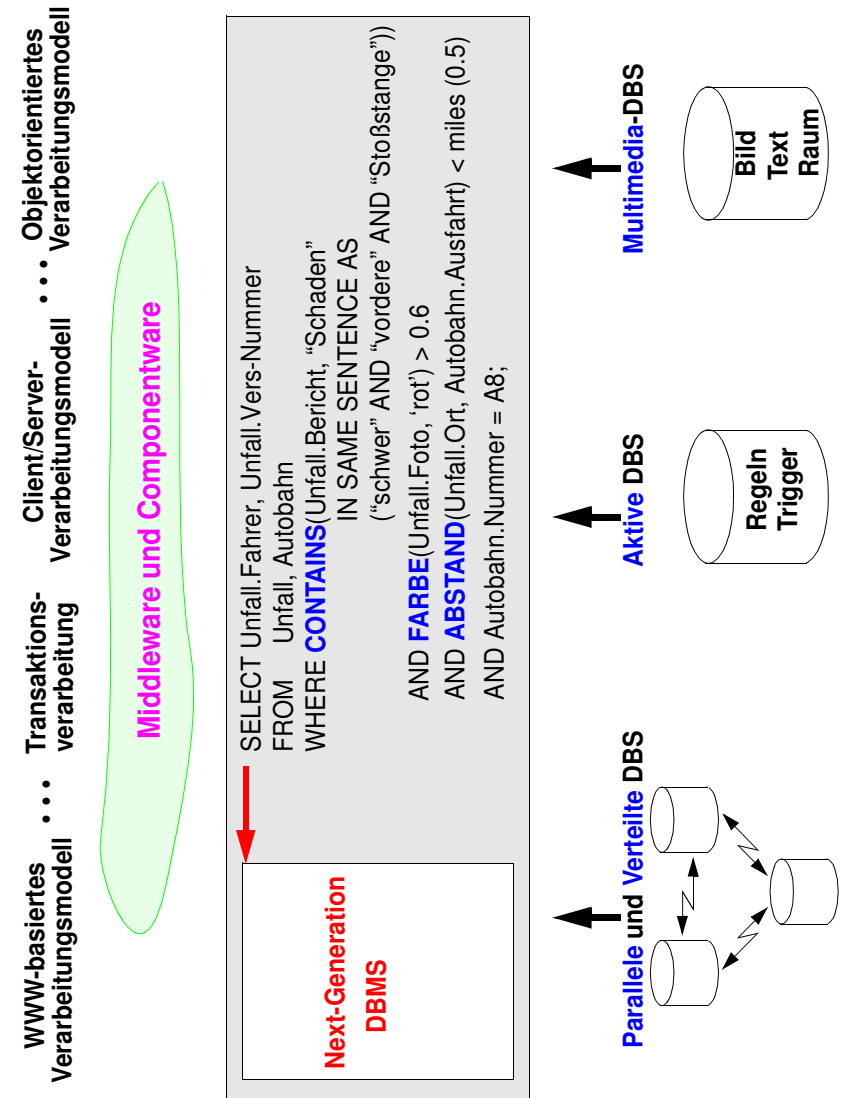 WWW-basiertes
Verarbeitungsmodell
• • •
Transaktions-
verarbeitung
Client/Server-
Verarbeitungsmodell
• • •
Objektorientiertes
Verarbeitungsmodell
Middleware und Componentware
Next-Generation
DBMS
SELECT Unfall.Fahrer, Unfall.Vers-Nummer
FROM Unfall, Autobahn
WHERE CONTAINS(Unfall.Bericht, “Schaden”
IN SAME SENTENCE AS
(“schwer” AND “vordere” AND “Stoßstange”))
AND FARBE(Unfall.Foto, ‘rot’) > 0.6
AND ABSTAND(Unfall.Ort, Autobahn.Ausfahrt) < miles (0.5)
AND Autobahn.Nummer = A8;
Parallele und Verteilte DBS
Aktive DBS
Regeln
Trigger
Multimedia-DBS
Bild
Text
Raum